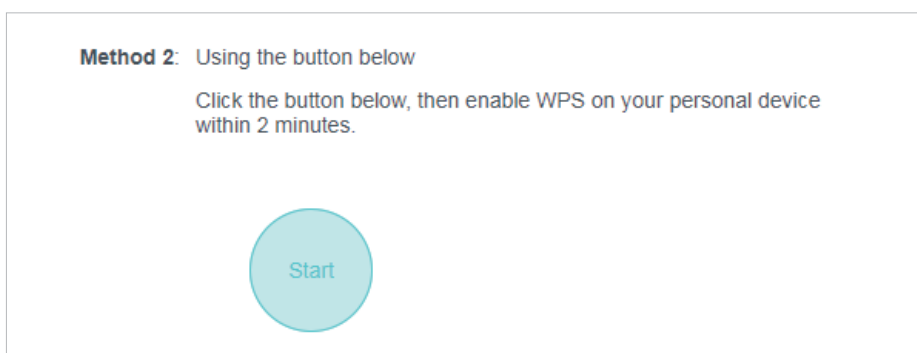 Method 2: Using the button below
Click the button below, then enable WPS on your personal device
within 2 minutes.
Start